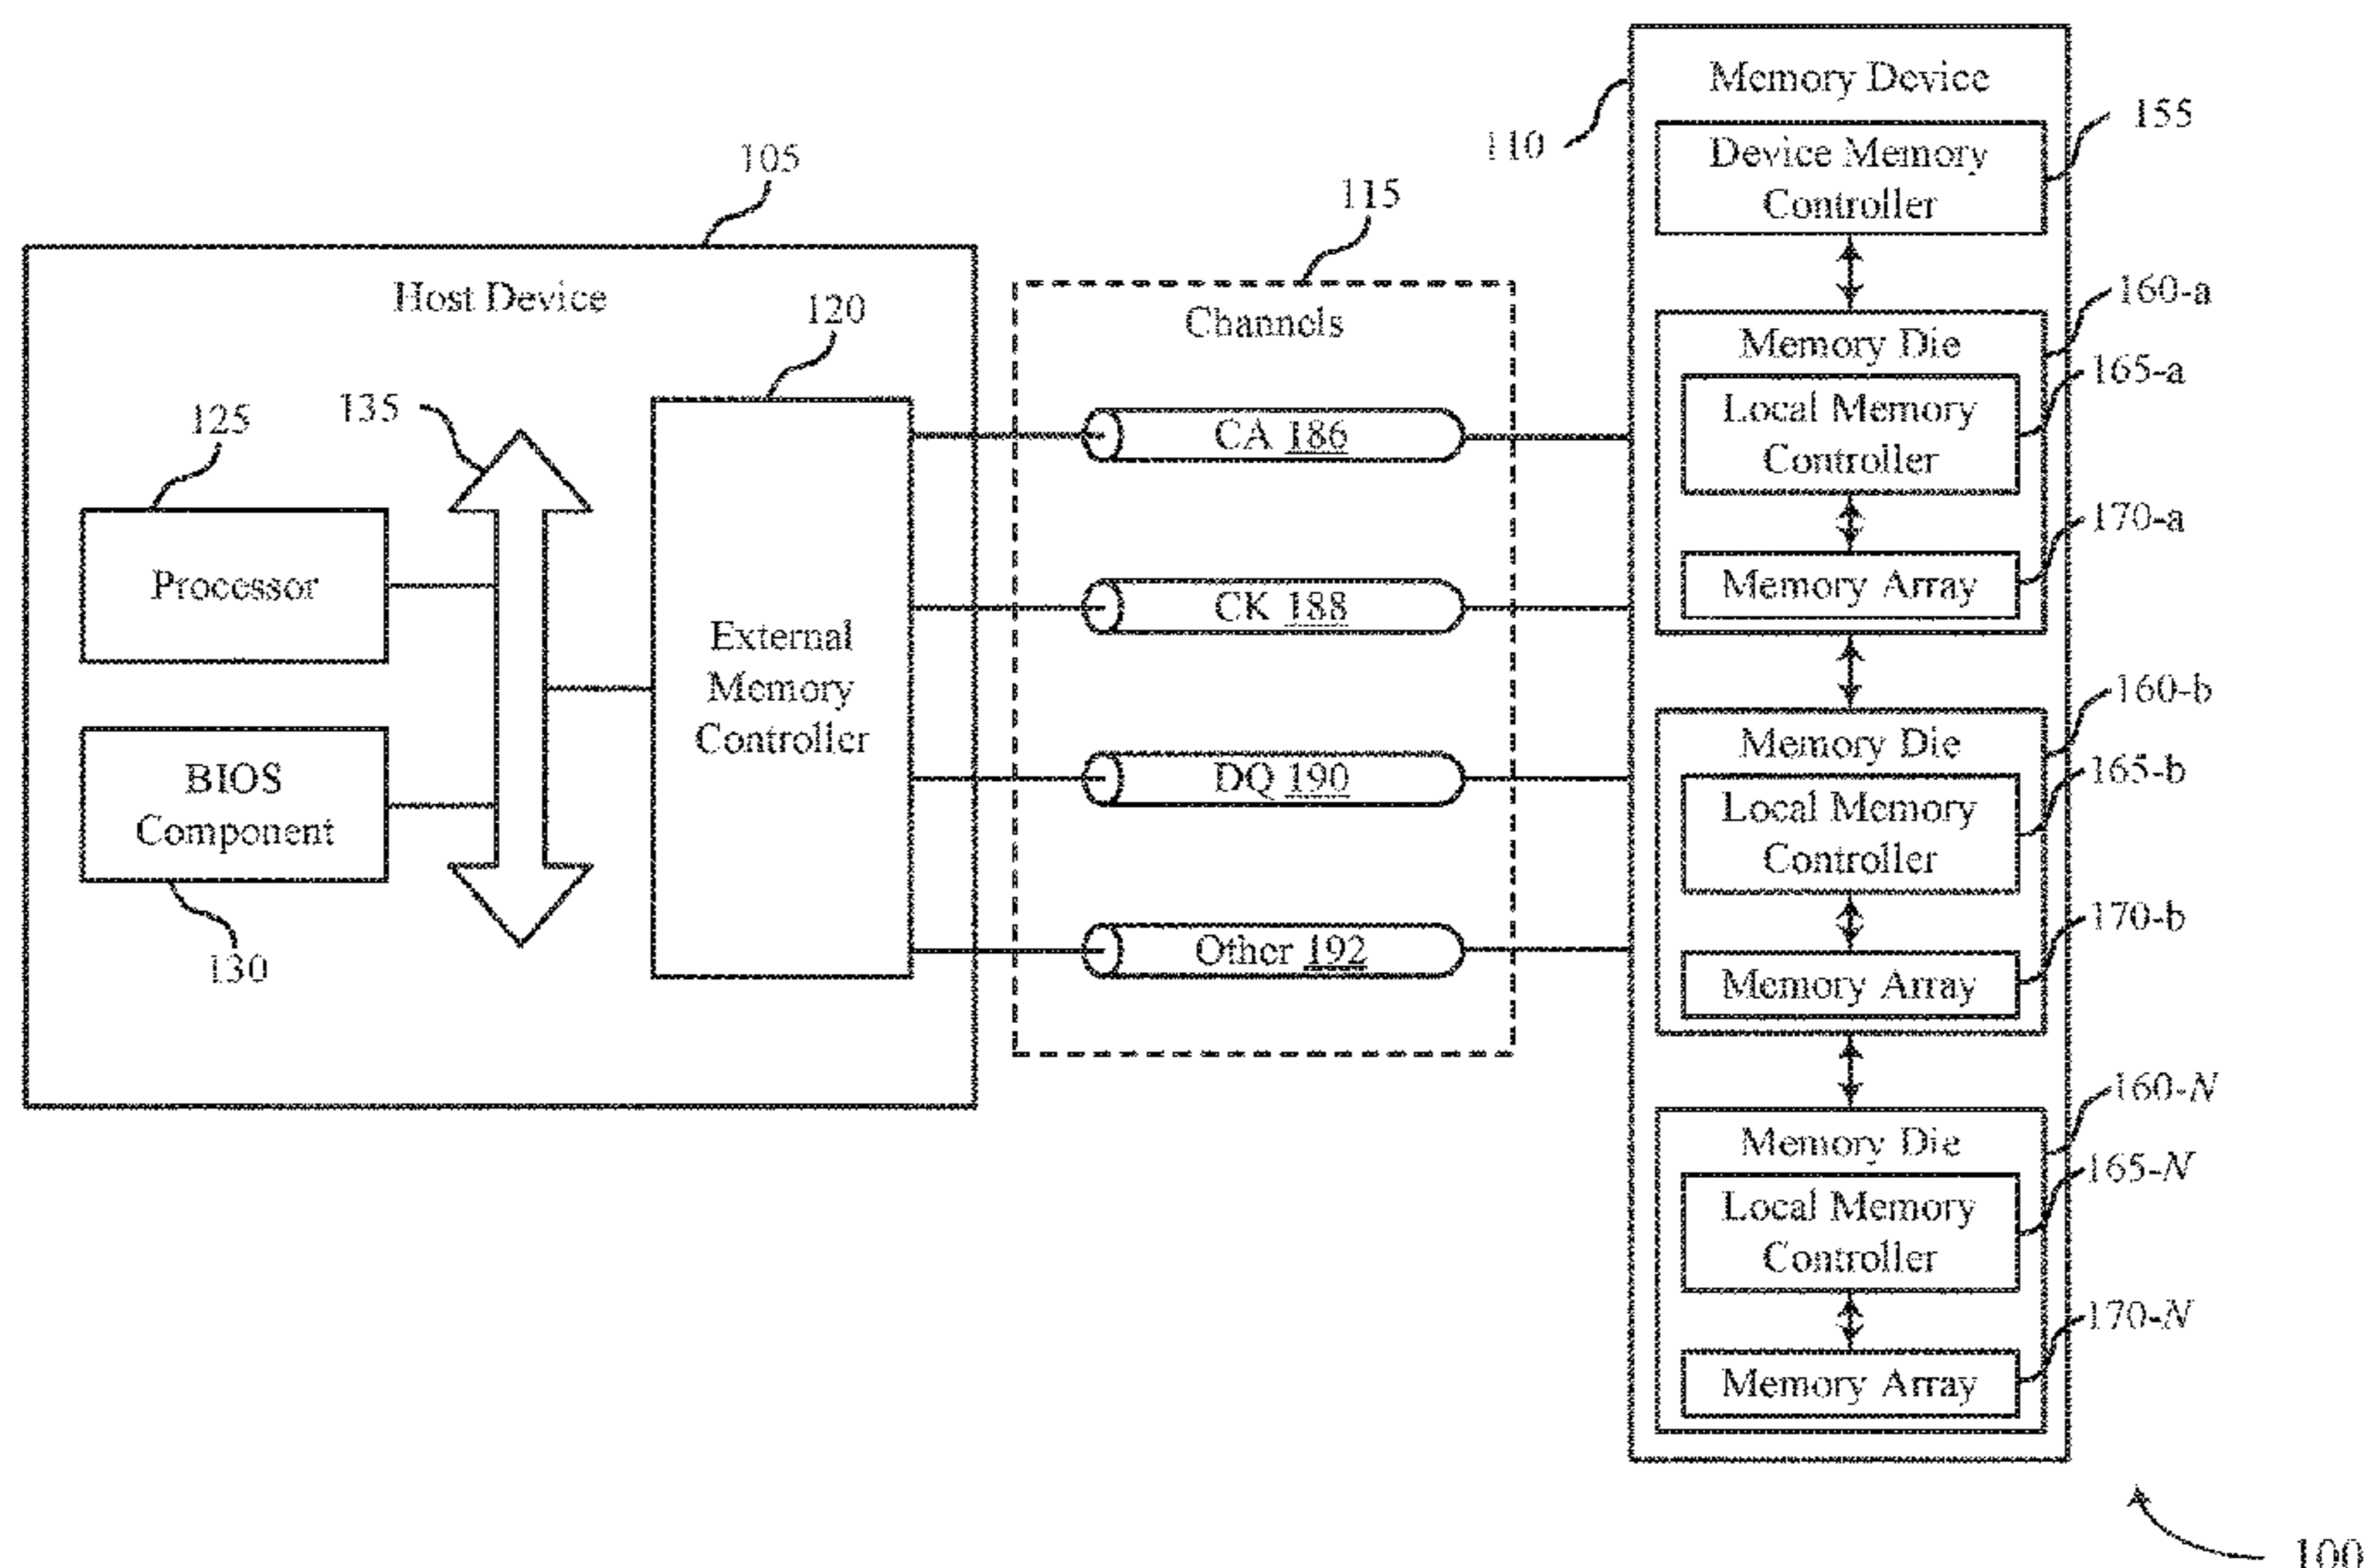 105
Host Device
120
135
125
Processor
BIOS
Component
130
External
Memory
Controller
115
Channels
CA 186
CK 188
DQ 190
Other 192
110
Memory Device
155
Device Memory
Controller
160-a
Memory Die
165-a
Local Memory
Controller
170-a
Memory Array
160-b
Memory Die
165-b
Local Memory
Controller
170-b
Memory Array
160-N
Memory Die
165-N
Local Memory
Controller
170-N
Memory Array
100